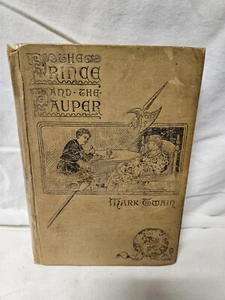 THE
PRINCE
AND·THE·
PAUPER
MARK TWAIN